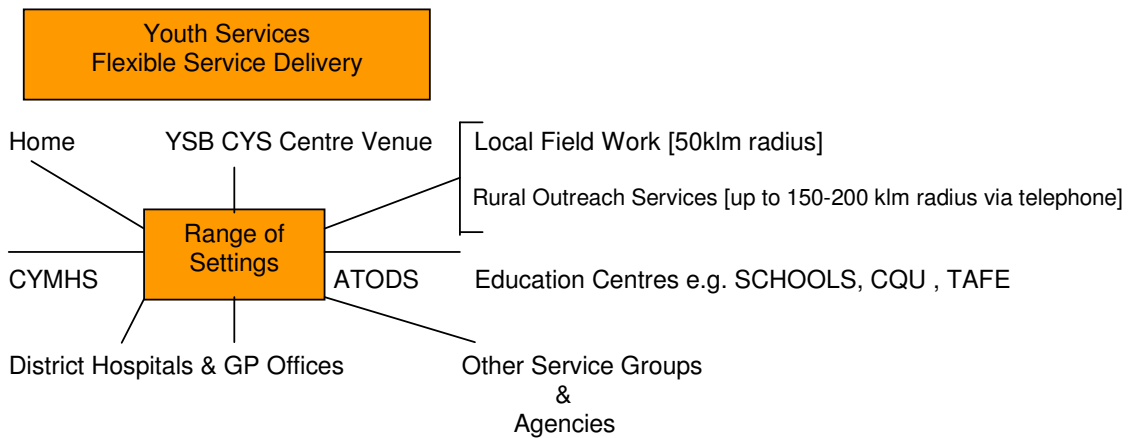 Youth Services
Flexible Service Delivery
Home YSB CYS Centre Venue Local Field Work [50klm radius]
Rural Outreach Services [up to 150-200 klm radius via telephone]
Range of
Settings
CYMHS ATODS Education Centres e.g. SCHOOLS, CQU , TAFE
District Hospitals & GP Offices Other Service Groups
&
Agencies